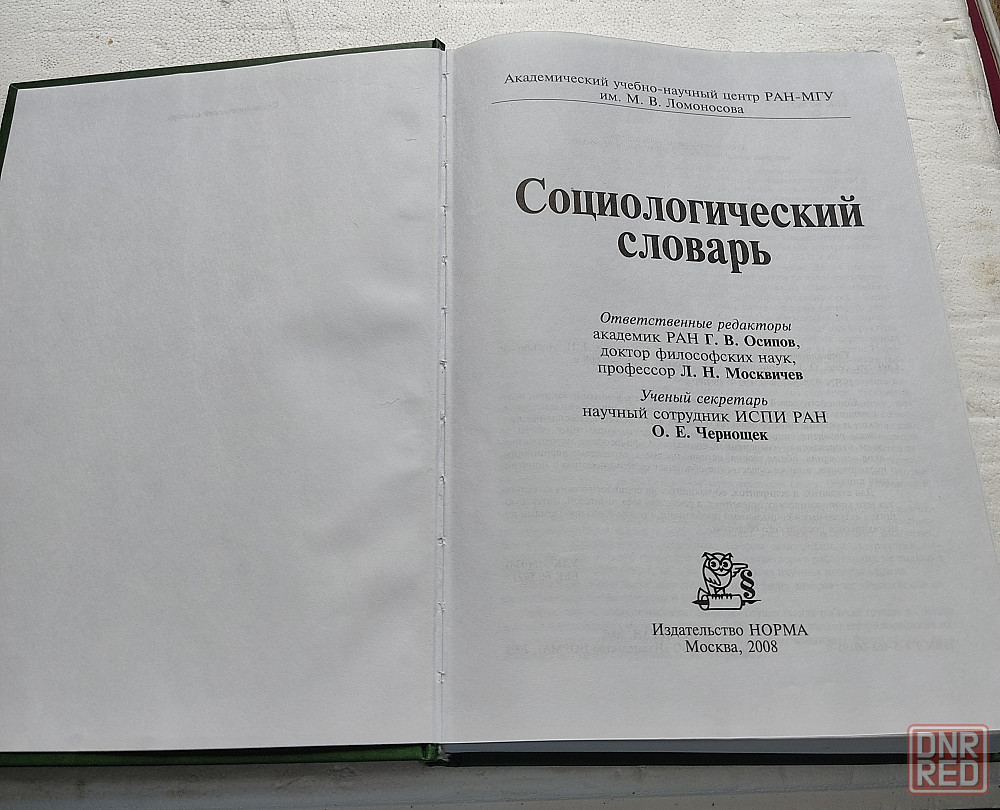 Академический учебно-научный центр РАН-МГУ
им. М. В. Ломоносова
Социологический
словарь
Ответственные редакторы
академик РАН Г. В. Осипов,
доктор философских наук,
профессор Л. Н. Москвичев
Ученый секретарь
научный сотрудник ИСПИ РАН
О. Е. Чернощек
§
Издательство НОРМА
Москва, 2008
DNR
RED